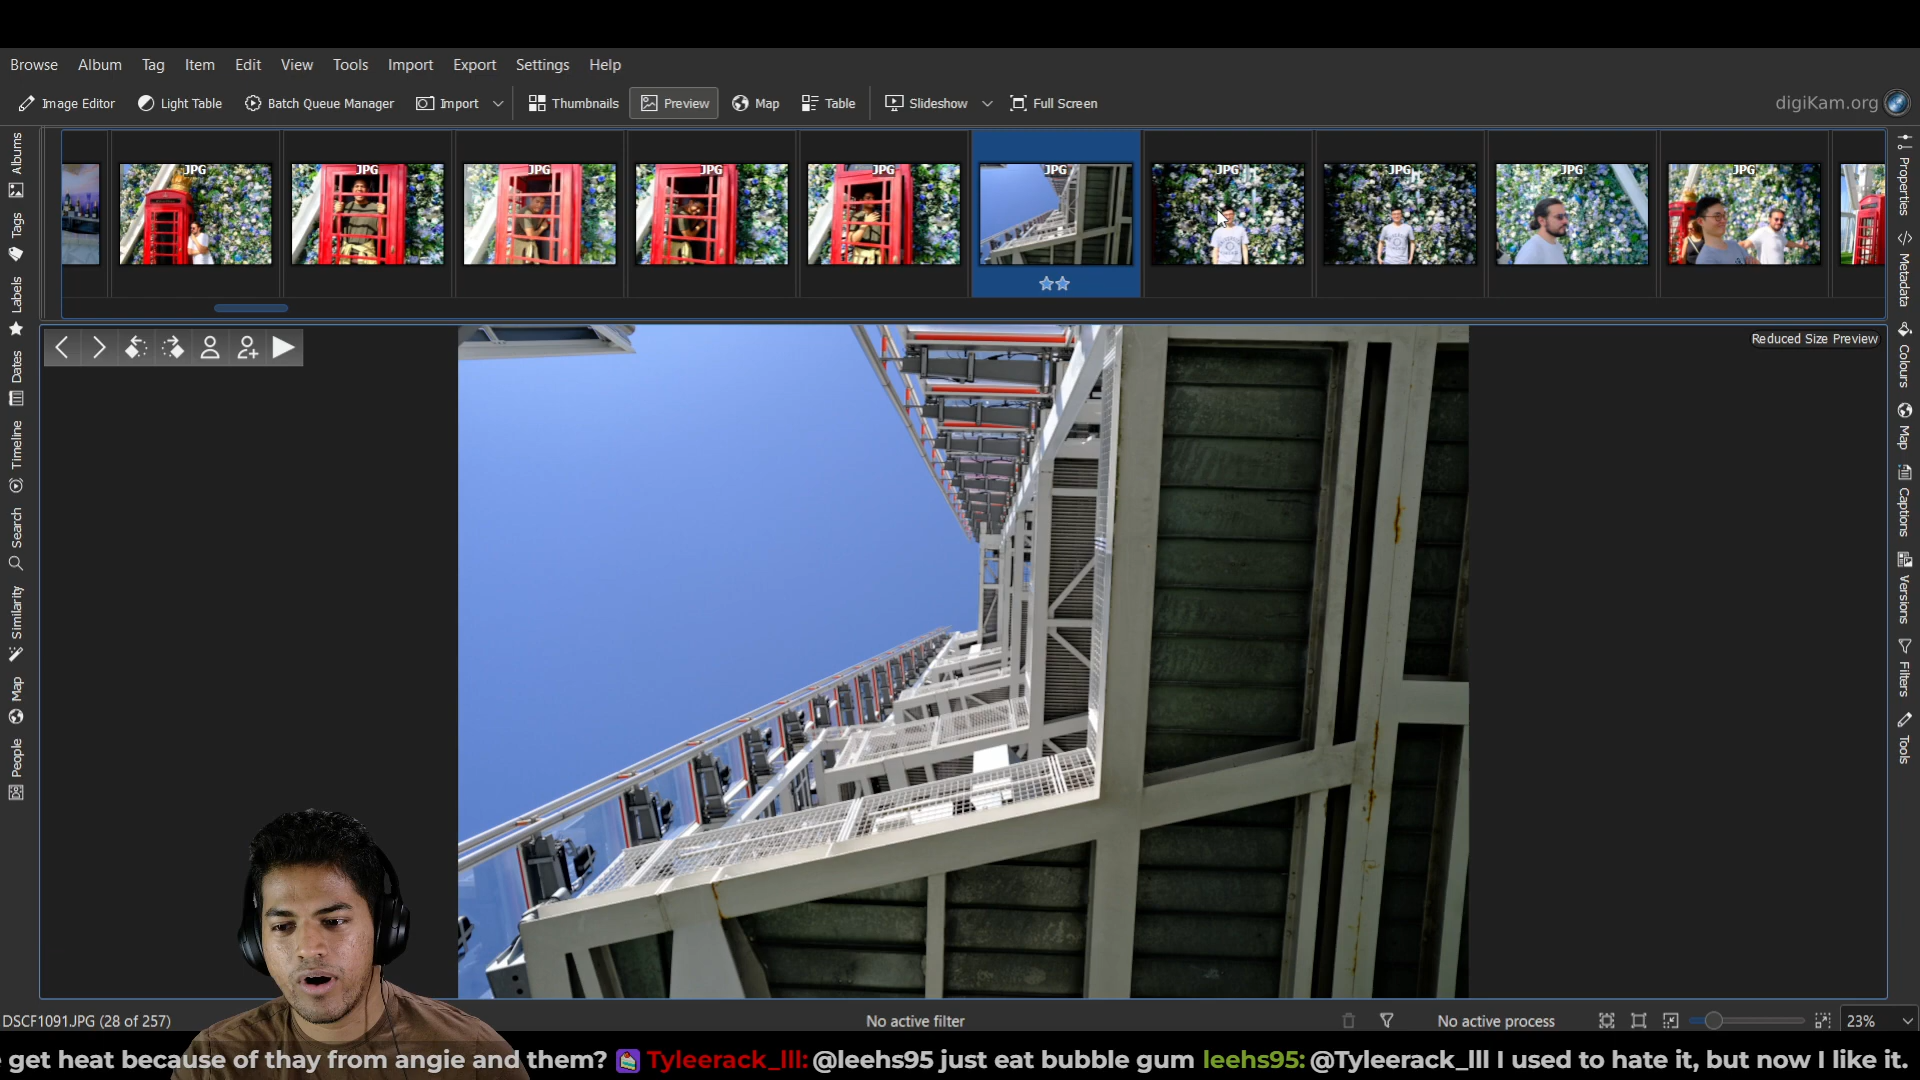 Browse Album Tag Item Edit View Tools Import Export Settings Help
Image Editor Light Table Batch Queue Manager Import Thumbnails Preview Map Table Slideshow Full Screen digiKam.org
JPG JPG JPG JPG JPG JPG JPG JPG JPG JPG
Albums
Tags
Labels
Dates
Timeline
Search
Similarity
Map
People
Reduced Size Preview
Properties
Metadata
Colours
Map
Captions
Versions
Filters
Tools
DSCF1091.JPG (28 of 257) No active filter No active process 23%
get heat because of thay from angie and them? Tyleerack_lll: @leehs95 just eat bubble gum leehs95: @Tyleerack_lll I used to hate it, but now I like it.